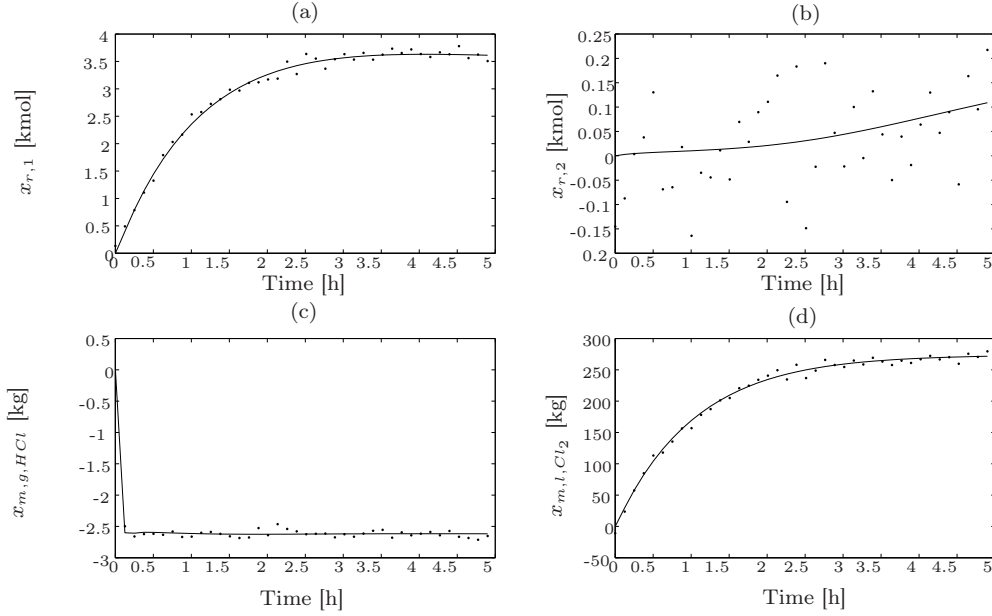 (a)
4
3.5
3
2.5
2
1.5
1
0.5
0
x_{r,1} [kmol]
0 0.5 1 1.5 2 2.5 3 3.5 4 4.5 5
Time [h]
(b)
0.25
0.2
0.15
0.1
0.05
0
-0.05
-0.1
-0.15
0.2
x_{r,2} [kmol]
0 0.5 1 1.5 2 2.5 3 3.5 4 4.5 5
Time [h]
(c)
0.5
0
-0.5
-1
-1.5
-2
-2.5
-3
x_{m,g,HCl} [kg]
0 0.5 1 1.5 2 2.5 3 3.5 4 4.5 5
Time [h]
(d)
300
250
200
150
100
50
0
-50
x_{m,l,Cl_2} [kg]
0 0.5 1 1.5 2 2.5 3 3.5 4 4.5 5
Time [h]